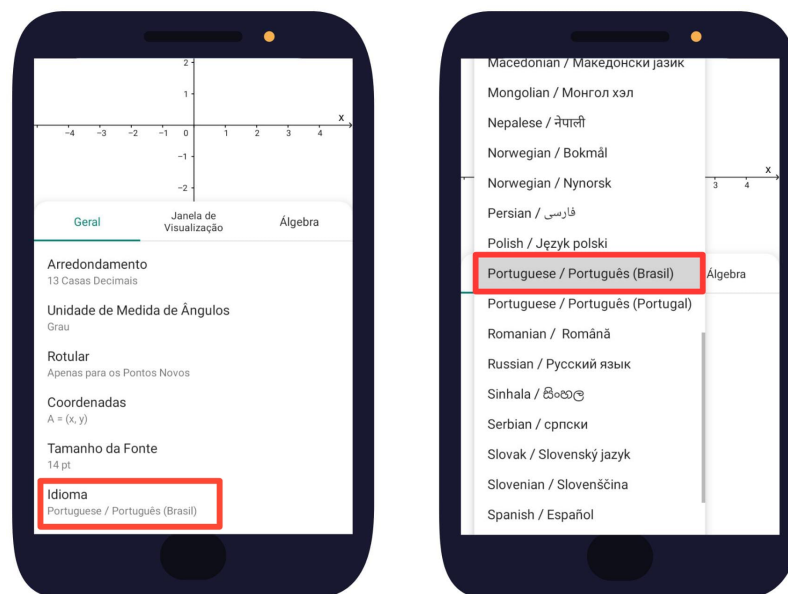 2
1
x
−4 −3 −2 −1 0 1 2 3 4
−1
−2
Geral
Janela de
Visualização
Álgebra
Arredondamento
13 Casas Decimais
Unidade de Medida de Ângulos
Grau
Rotular
Apenas para os Pontos Novos
Coordenadas
A = (x, y)
Tamanho da Fonte
14 pt
Idioma
Portuguese / Português (Brasil)
Macedonian / Македонски јазик
Mongolian / Монгол хэл
Nepalese / नेपाली
Norwegian / Bokmål
x
Norwegian / Nynorsk
3 4
Persian / فارسی
Polish / Język polski
Portuguese / Português (Brasil)
Álgebra
Portuguese / Português (Portugal)
Romanian / Română
Russian / Русский язык
Sinhala / සිංහල
Serbian / српски
Slovak / Slovenský jazyk
Slovenian / Slovenščina
Spanish / Español